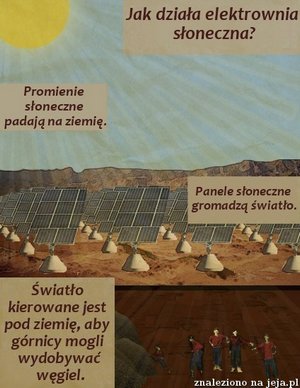 Jak działa elektrownia
słoneczna?
Promienie
słoneczne
padają na ziemię.
Panele słoneczne
gromadzą światło.
Światło
kierowane jest
pod ziemię, aby
górnicy mogli
wydobywać
węgiel.
znaleziono na jeja.pl